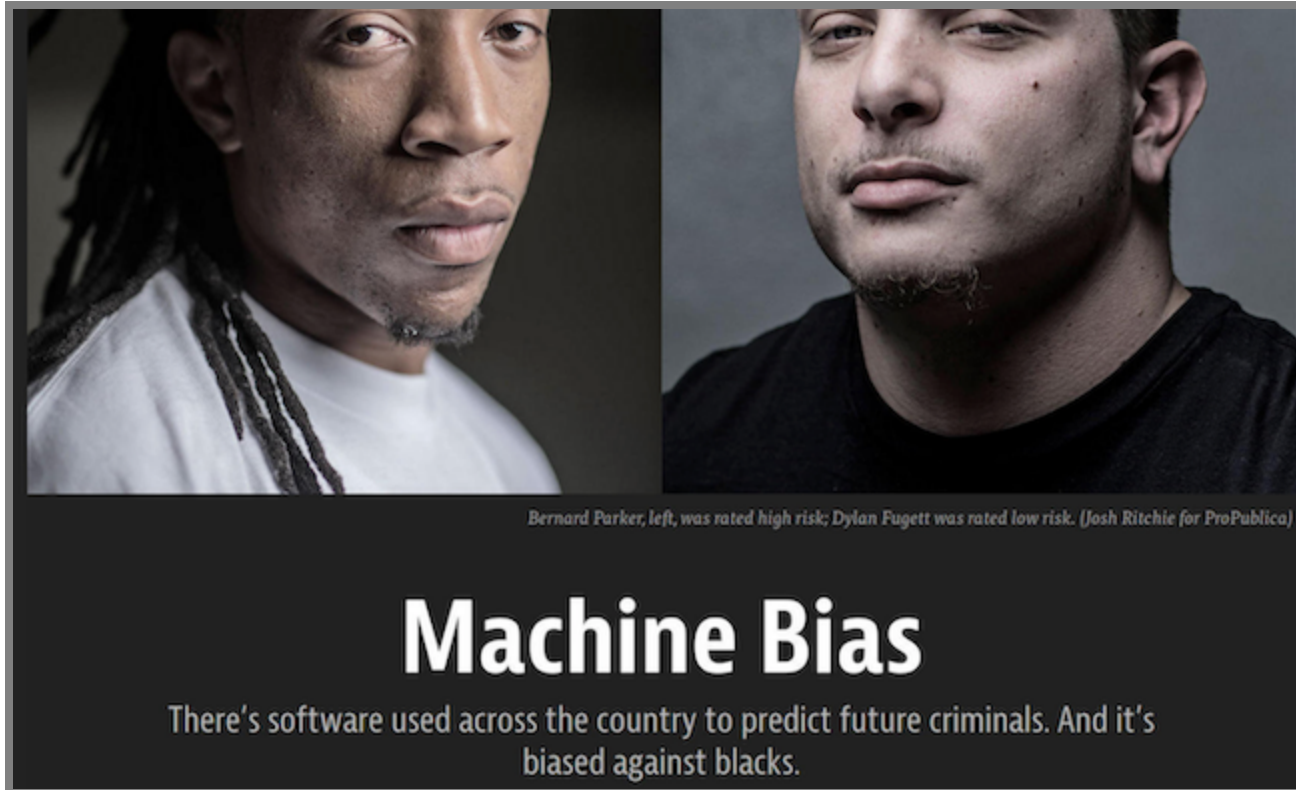 Bernard Parker, left, was rated high risk; Dylan Fugett was rated low risk. (Josh Ritchie for ProPublica)
Machine Bias
There’s software used across the country to predict future criminals. And it’s
biased against blacks.